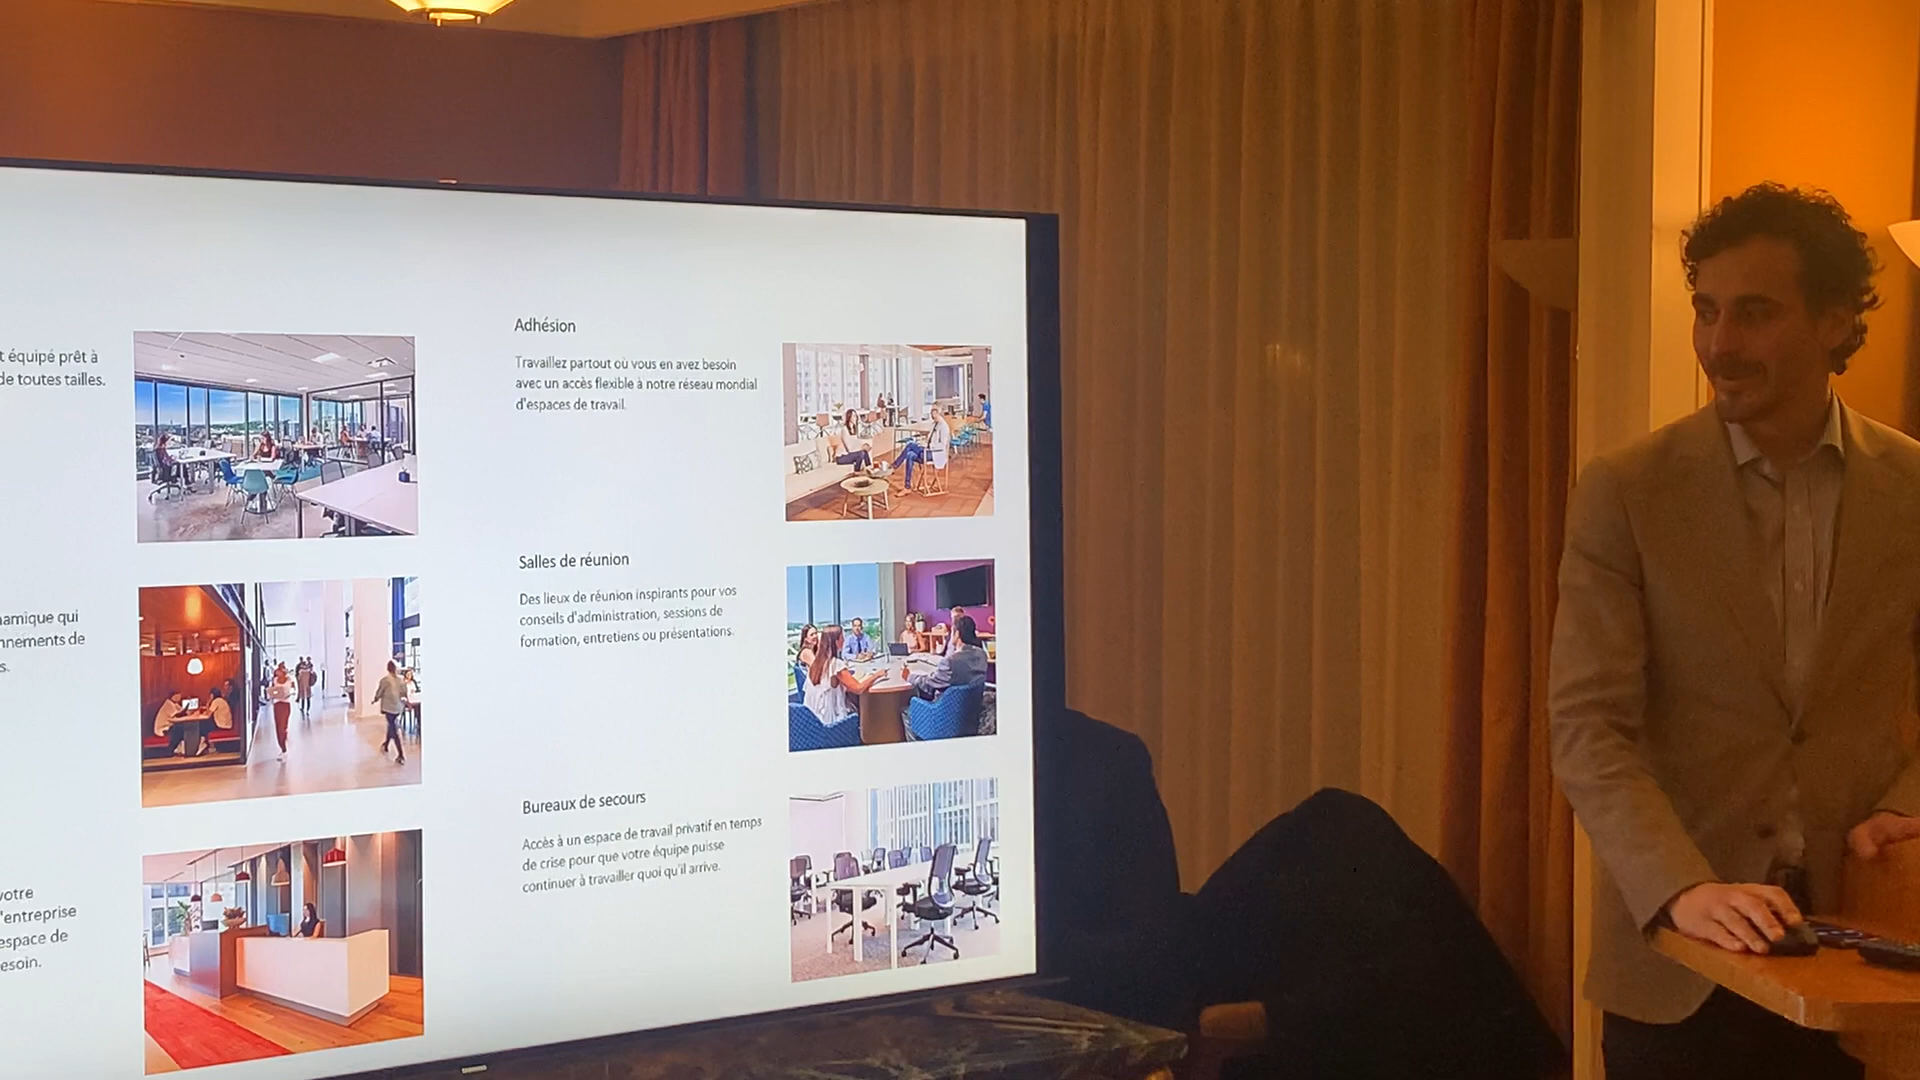 t équipé prêt à
de toutes tailles.
namique qui
nnements de
s.
votre
'entreprise
espace de
esoin.
Adhésion
Travaillez partout où vous en avez besoin
avec un accès flexible à notre réseau mondial
d'espaces de travail.
Salles de réunion
Des lieux de réunion inspirants pour vos
conseils d'administration, sessions de
formation, entretiens ou présentations.
Bureaux de secours
Accès à un espace de travail privatif en temps
de crise pour que votre équipe puisse
continuer à travailler quoi qu'il arrive.